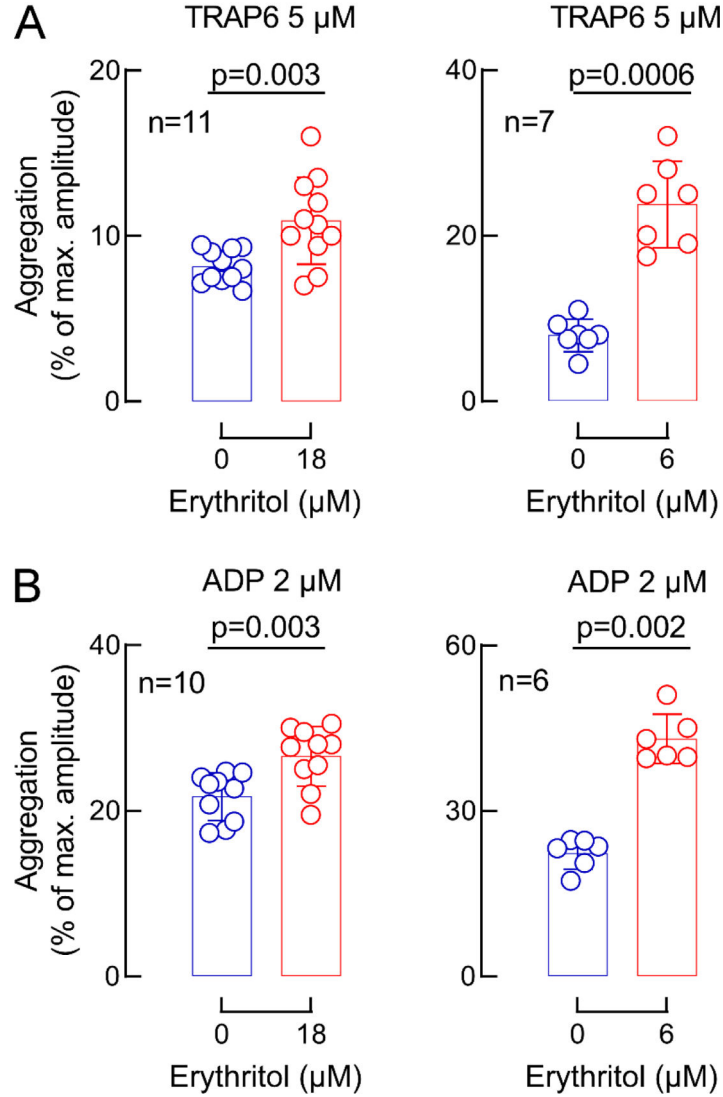 A
TRAP6 5 µM
TRAP6 5 µM
20
p=0.003
n=11
10
0
Aggregation
(% of max. amplitude)
0 18
Erythritol (µM)
40
p=0.0006
n=7
20
0
0 6
Erythritol (µM)
B
ADP 2 µM
ADP 2 µM
40
p=0.003
n=10
20
0
Aggregation
(% of max. amplitude)
0 18
Erythritol (µM)
60
p=0.002
n=6
30
0
0 6
Erythritol (µM)